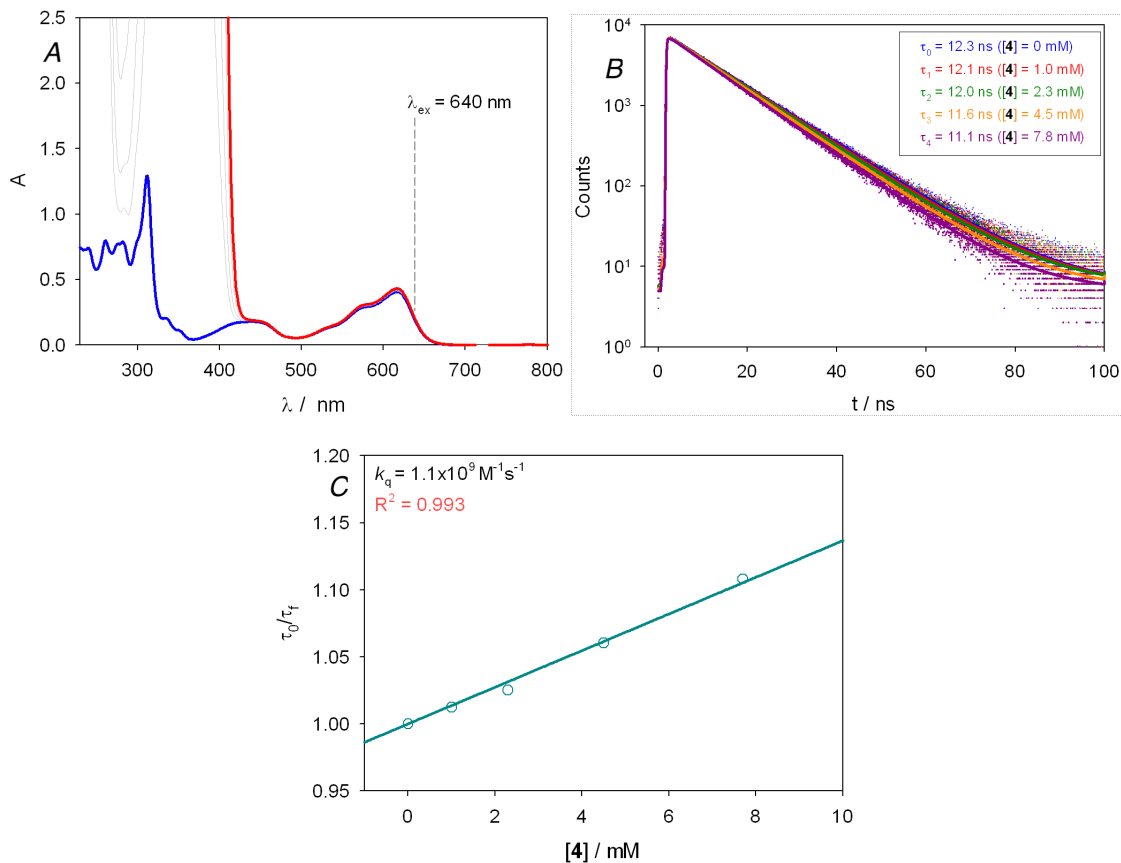 A
λex = 640 nm
2.5
2.0
1.5
1.0
0.5
0.0
A
300 400 500 600 700 800
λ / nm
B
τ0 = 12.3 ns ([4] = 0 mM)
τ1 = 12.1 ns ([4] = 1.0 mM)
τ2 = 12.0 ns ([4] = 2.3 mM)
τ3 = 11.6 ns ([4] = 4.5 mM)
τ4 = 11.1 ns ([4] = 7.8 mM)
10⁴
10³
10²
10¹
10⁰
Counts
0 20 40 60 80 100
t / ns
C
kq = 1.1x10⁹ M⁻¹s⁻¹
R² = 0.993
1.20
1.15
1.10
1.05
1.00
0.95
τ0/τf
0 2 4 6 8 10
[4] / mM